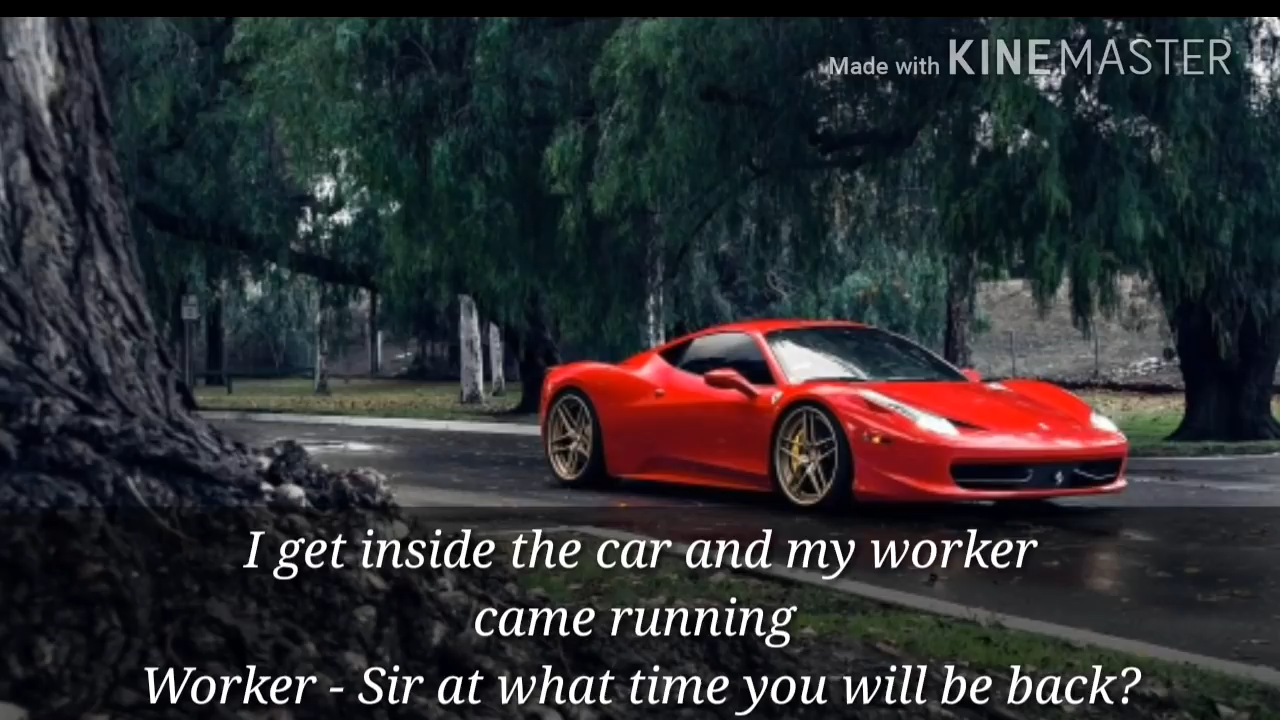 Made with KINEMASTER
I get inside the car and my worker
came running
Worker - Sir at what time you will be back?